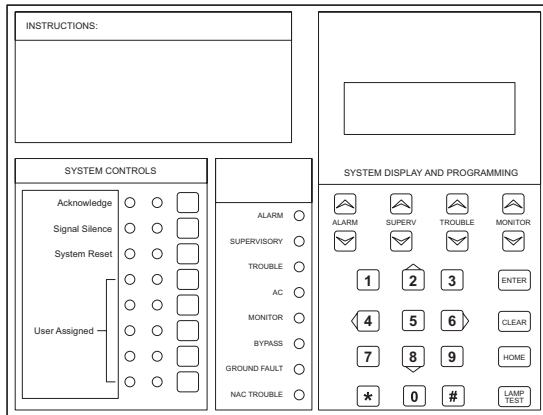 INSTRUCTIONS:
SYSTEM CONTROLS
Acknowledge
Signal Silence
System Reset
User Assigned
ALARM
SUPERVISORY
TROUBLE
AC
MONITOR
BYPASS
GROUND FAULT
NAC TROUBLE
SYSTEM DISPLAY AND PROGRAMMING
ALARM SUPERV TROUBLE MONITOR
1 2 3 ENTER
4 5 6 CLEAR
7 8 9 HOME
* 0 # LAMP
TEST